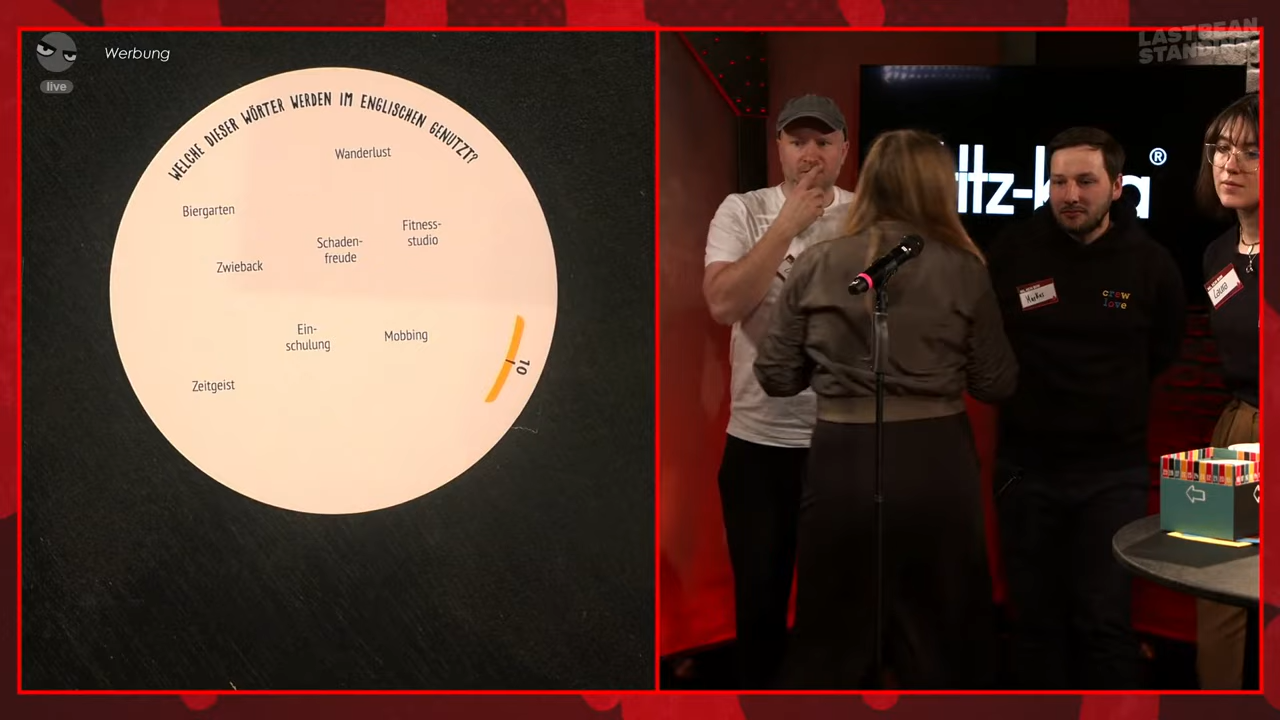 Werbung
live
LAST BEAN
STANDING
WELCHE DIESER WÖRTER WERDEN IM ENGLISCHEN GENUTZT?
Wanderlust
Biergarten
Fitness-
studio
Schaden-
freude
Zwieback
Ein-
schulung
Mobbing
10
Zeitgeist
®
crew
love
Laura